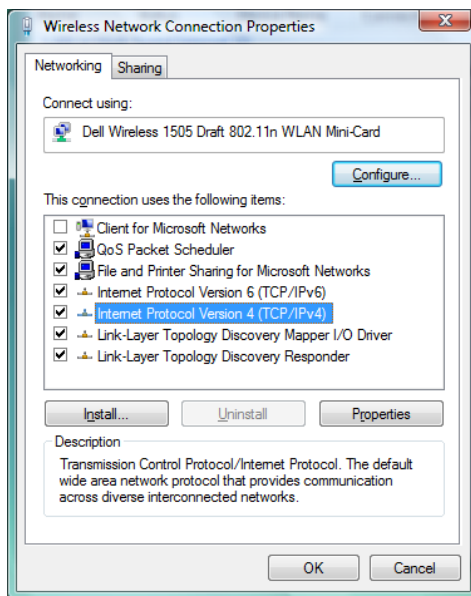 Wireless Network Connection Properties
Networking
Sharing
Connect using:
Dell Wireless 1505 Draft 802.11n WLAN Mini-Card
Configure...
This connection uses the following items:
Client for Microsoft Networks
QoS Packet Scheduler
File and Printer Sharing for Microsoft Networks
Internet Protocol Version 6 (TCP/IPv6)
Internet Protocol Version 4 (TCP/IPv4)
Link-Layer Topology Discovery Mapper I/O Driver
Link-Layer Topology Discovery Responder
Install...
Uninstall
Properties
Description
Transmission Control Protocol/Internet Protocol. The default
wide area network protocol that provides communication
across diverse interconnected networks.
OK
Cancel